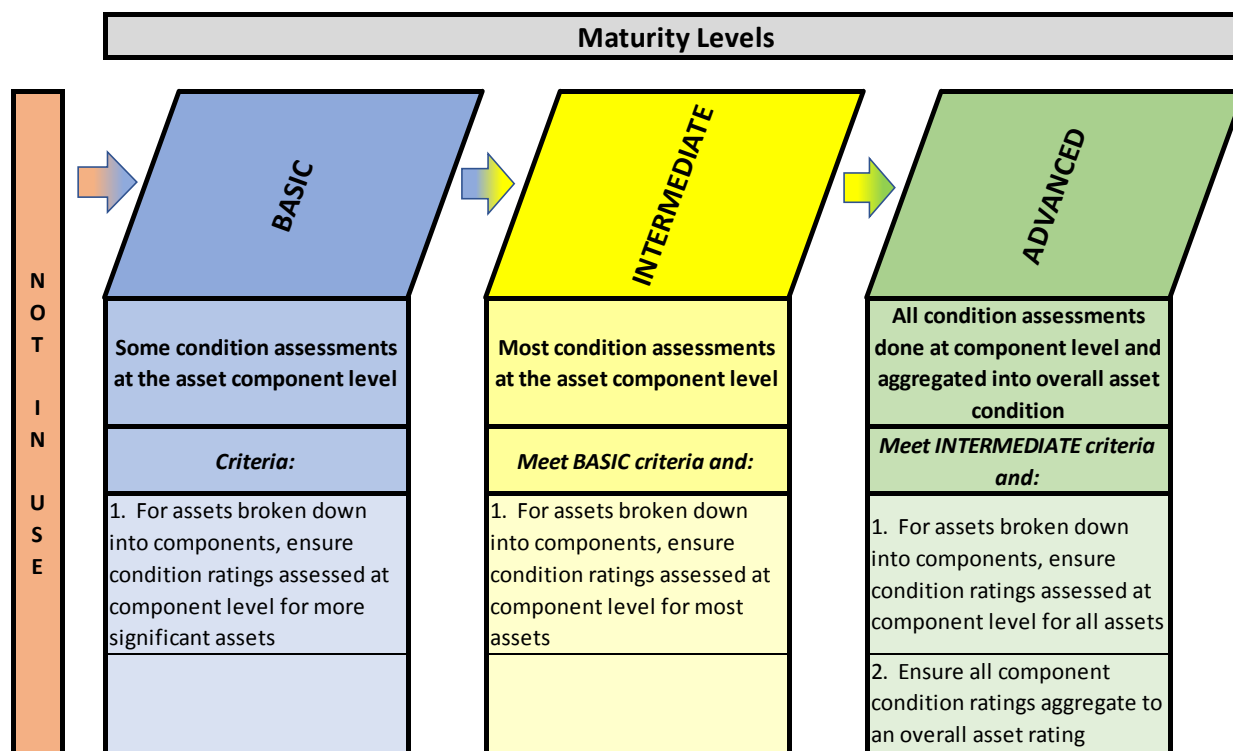 Maturity Levels
NOT IN USE
BASIC
Some condition assessments
at the asset component level
Criteria:
1. For assets broken down
into components, ensure
condition ratings assessed at
component level for more
significant assets
INTERMEDIATE
Most condition assessments
at the asset component level
Meet BASIC criteria and:
1. For assets broken down
into components, ensure
condition ratings assessed at
component level for most
assets
ADVANCED
All condition assessments
done at component level and
aggregated into overall asset
condition
Meet INTERMEDIATE criteria
and:
1. For assets broken down
into components, ensure
condition ratings assessed at
component level for all assets
2. Ensure all component
condition ratings aggregate to
an overall asset rating